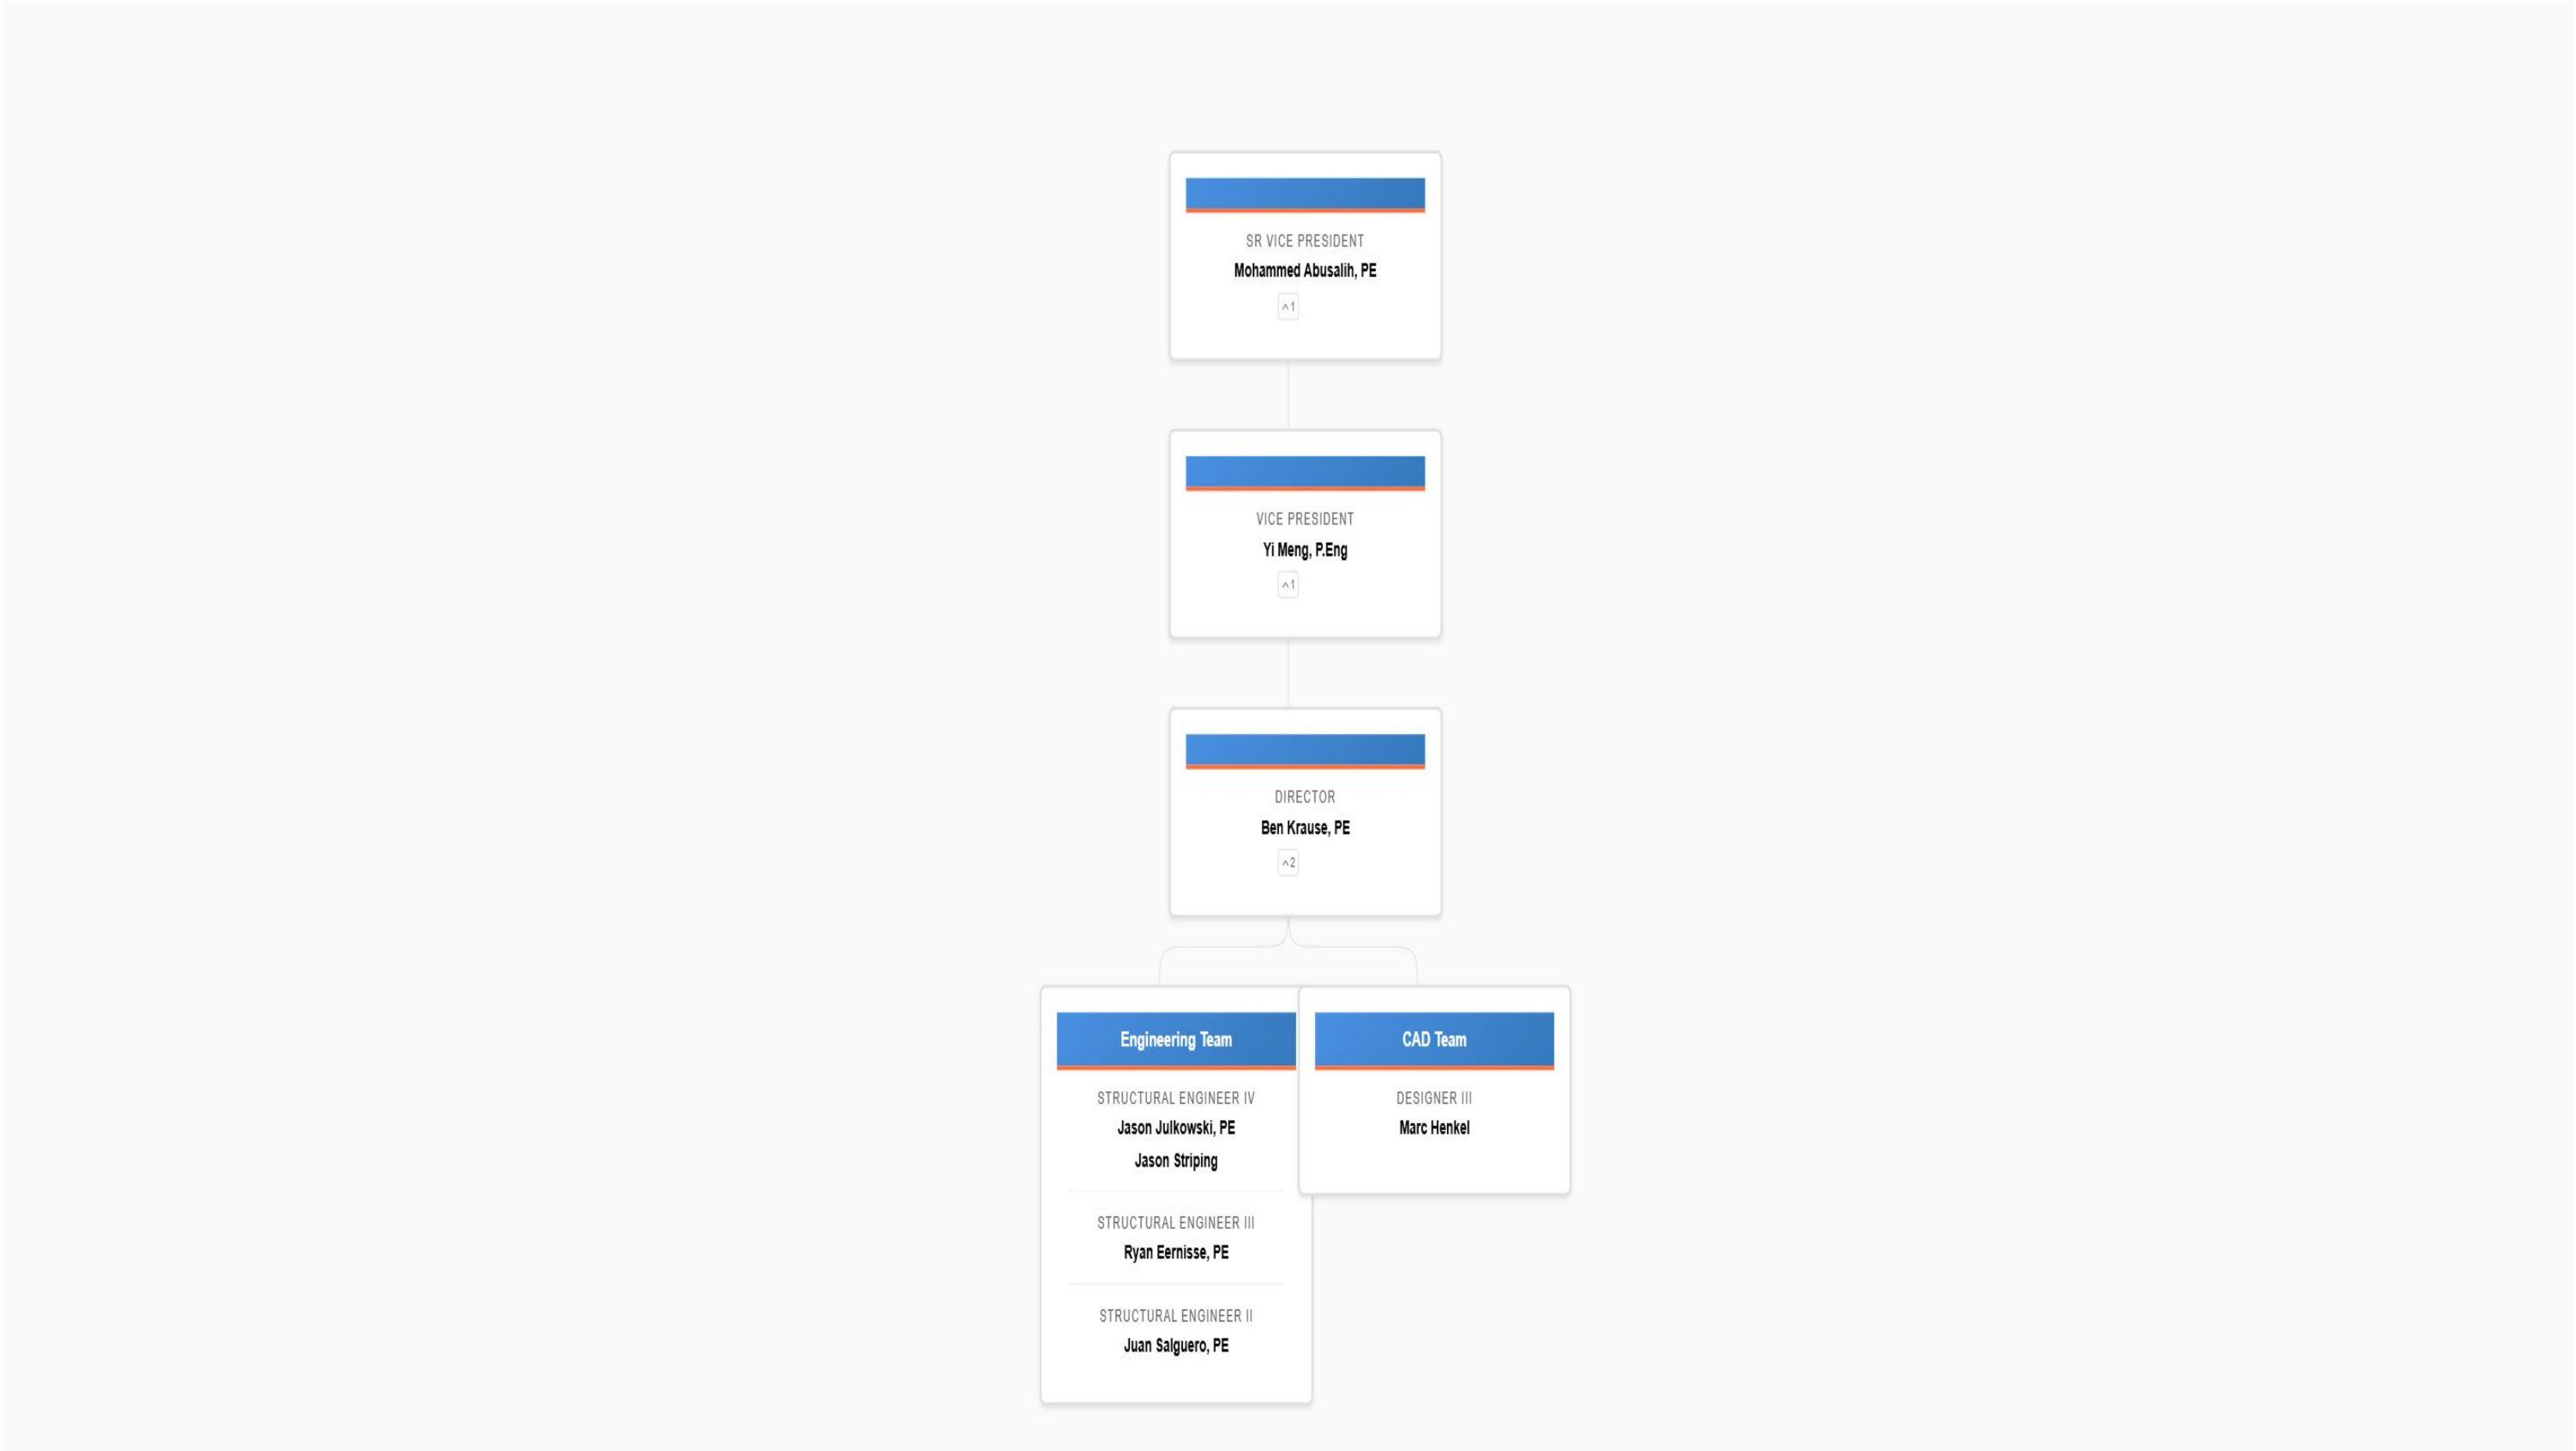 SR VICE PRESIDENT
Mohammed Abusalih, PE
^1
VICE PRESIDENT
Yi Meng, P.Eng
^1
DIRECTOR
Ben Krause, PE
^2
Engineering Team
STRUCTURAL ENGINEER IV
Jason Julkowski, PE
Jason Striping
STRUCTURAL ENGINEER III
Ryan Eernisse, PE
STRUCTURAL ENGINEER II
Juan Salguero, PE
CAD Team
DESIGNER III
Marc Henkel